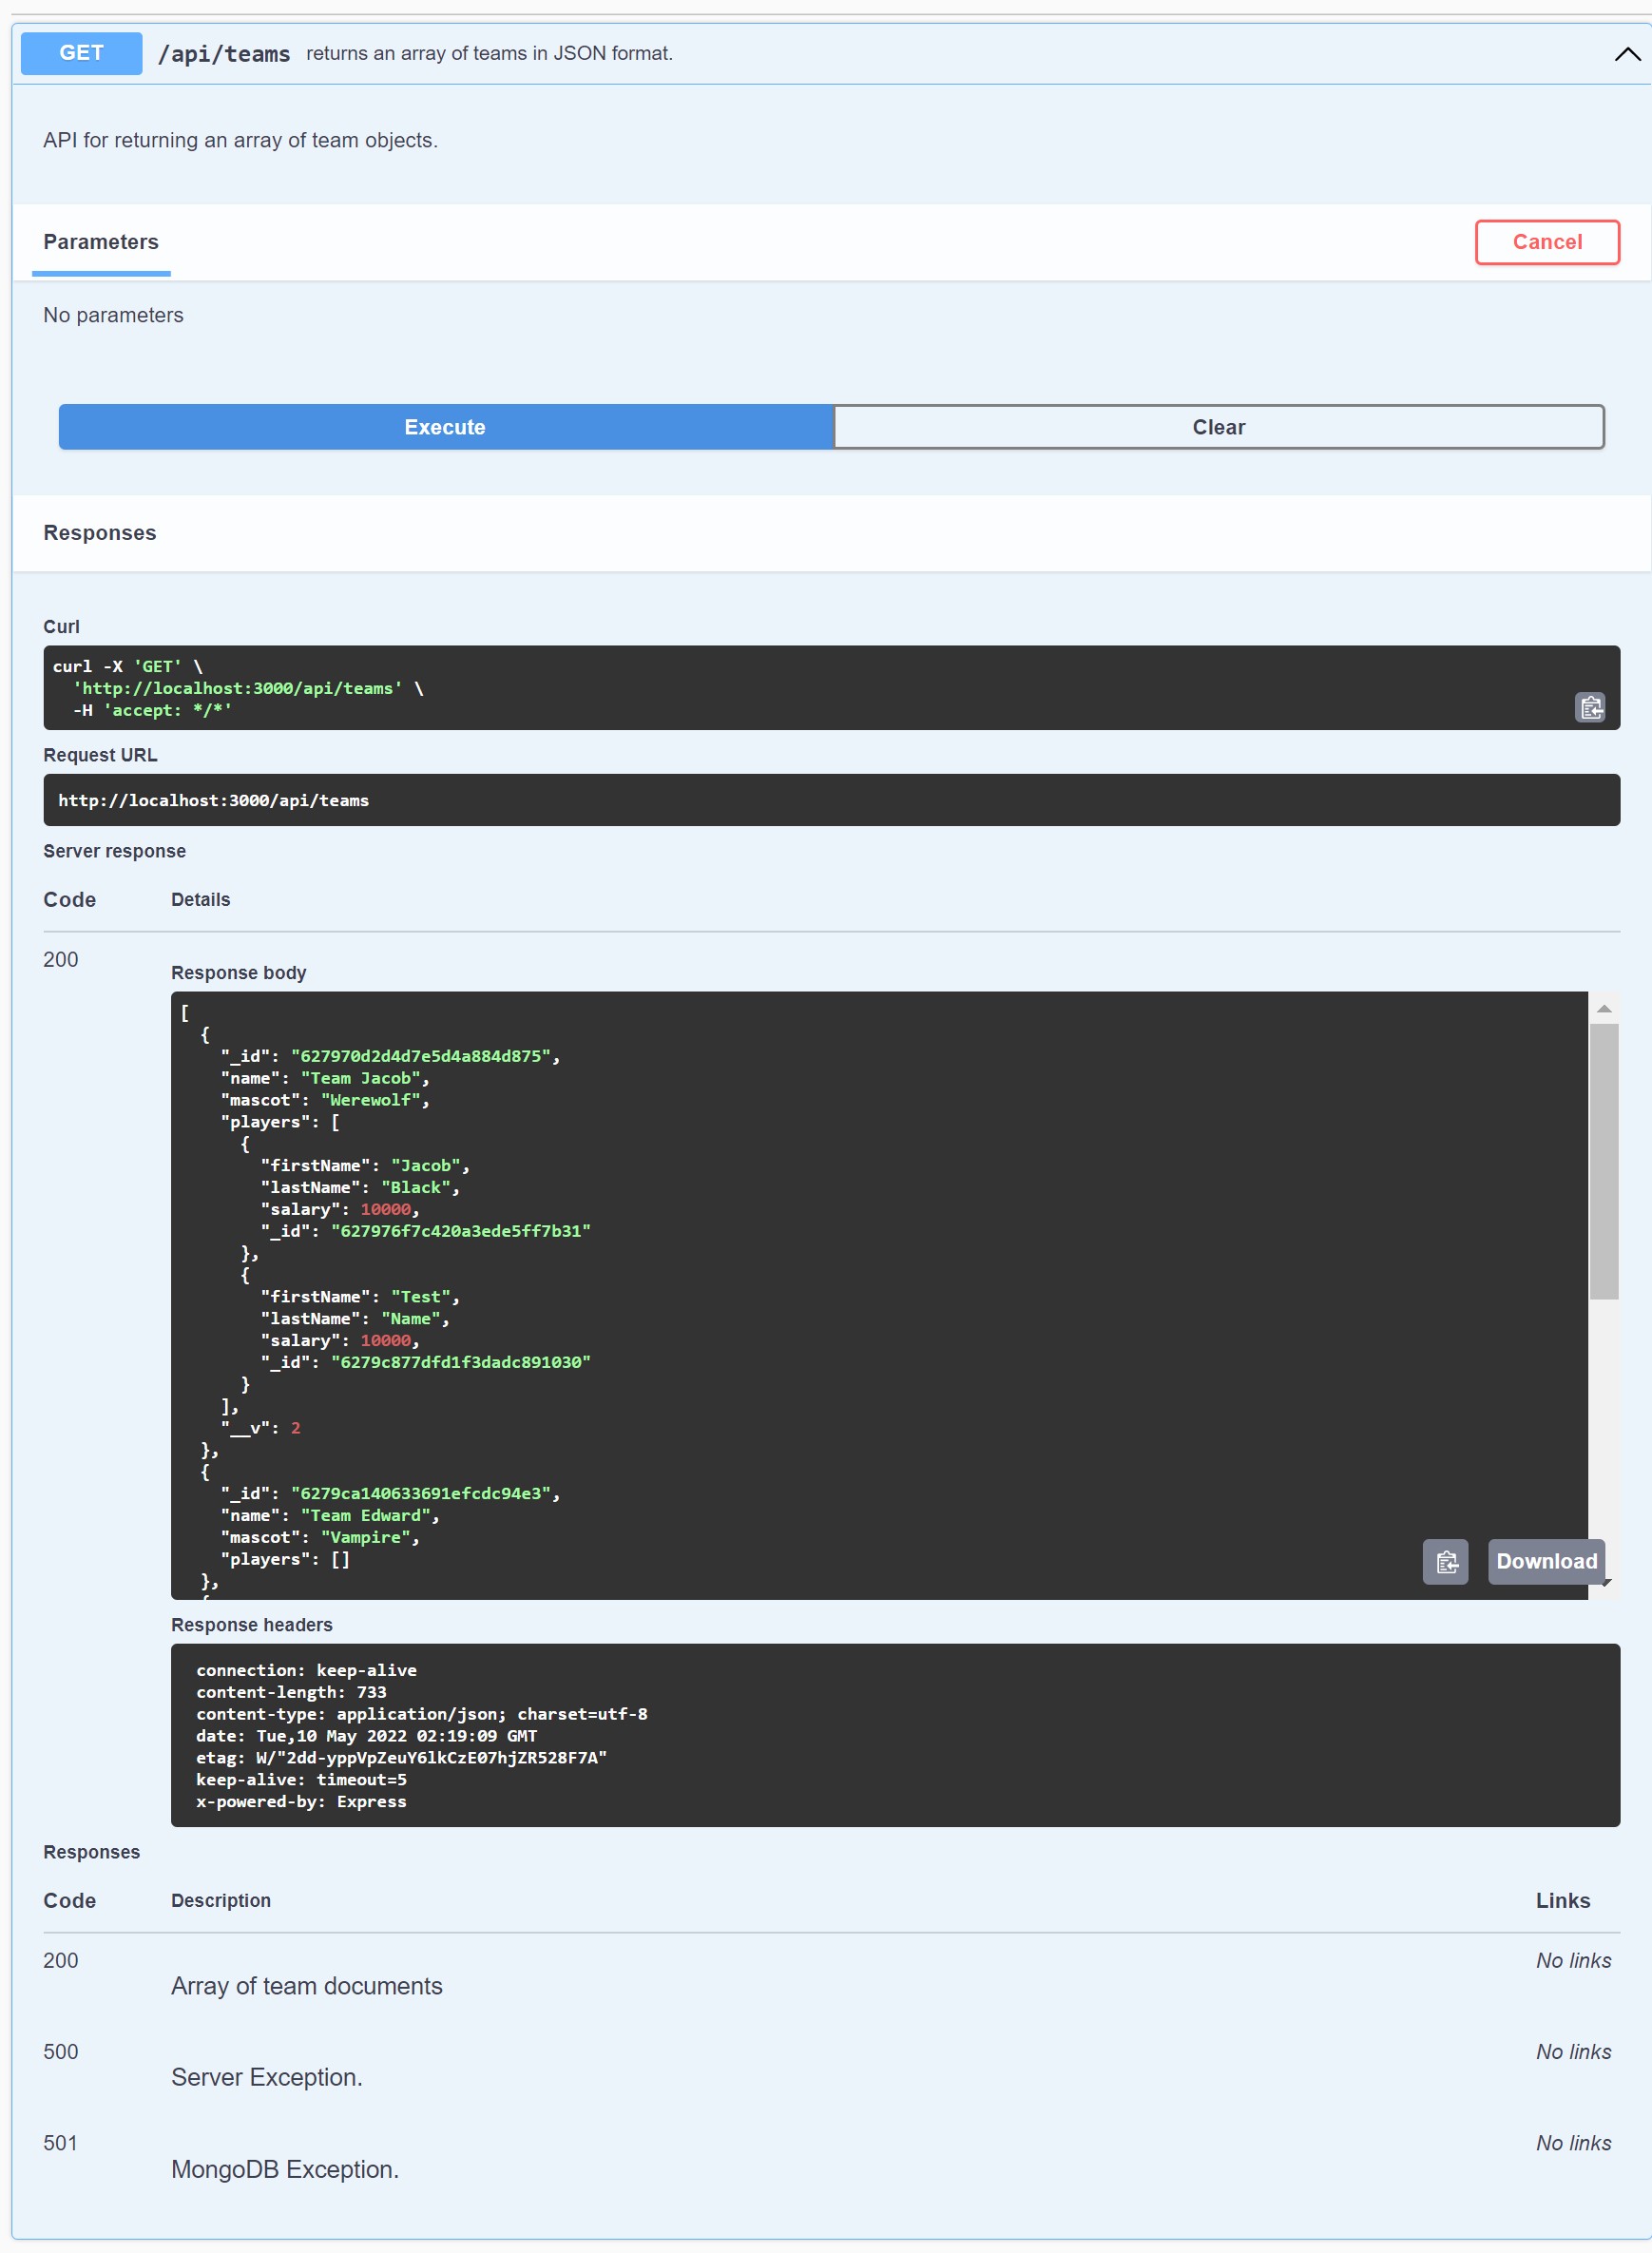 GET /api/teams returns an array of teams in JSON format.
API for returning an array of team objects.
Parameters Cancel
No parameters
Execute Clear
Responses
Curl
curl -X 'GET' \
  'http://localhost:3000/api/teams' \
  -H 'accept: */*'
Request URL
http://localhost:3000/api/teams
Server response
Code Details
200
Response body
[
  {
    "_id": "627970d2d4d7e5d4a884d875",
    "name": "Team Jacob",
    "mascot": "Werewolf",
    "players": [
      {
        "firstName": "Jacob",
        "lastName": "Black",
        "salary": 10000,
        "_id": "627976f7c420a3ede5ff7b31"
      },
      {
        "firstName": "Test",
        "lastName": "Name",
        "salary": 10000,
        "_id": "6279c877dfd1f3dadc891030"
      }
    ],
    "__v": 2
  },
  {
    "_id": "6279ca140633691efcdc94e3",
    "name": "Team Edward",
    "mascot": "Vampire",
    "players": []
  },
  {
Download
Response headers
connection: keep-alive
content-length: 733
content-type: application/json; charset=utf-8
date: Tue,10 May 2022 02:19:09 GMT
etag: W/"2dd-yppVpZeuY6lkCzE07hjZR528F7A"
keep-alive: timeout=5
x-powered-by: Express
Responses
Code Description Links
200 No links
Array of team documents
500 No links
Server Exception.
501 No links
MongoDB Exception.